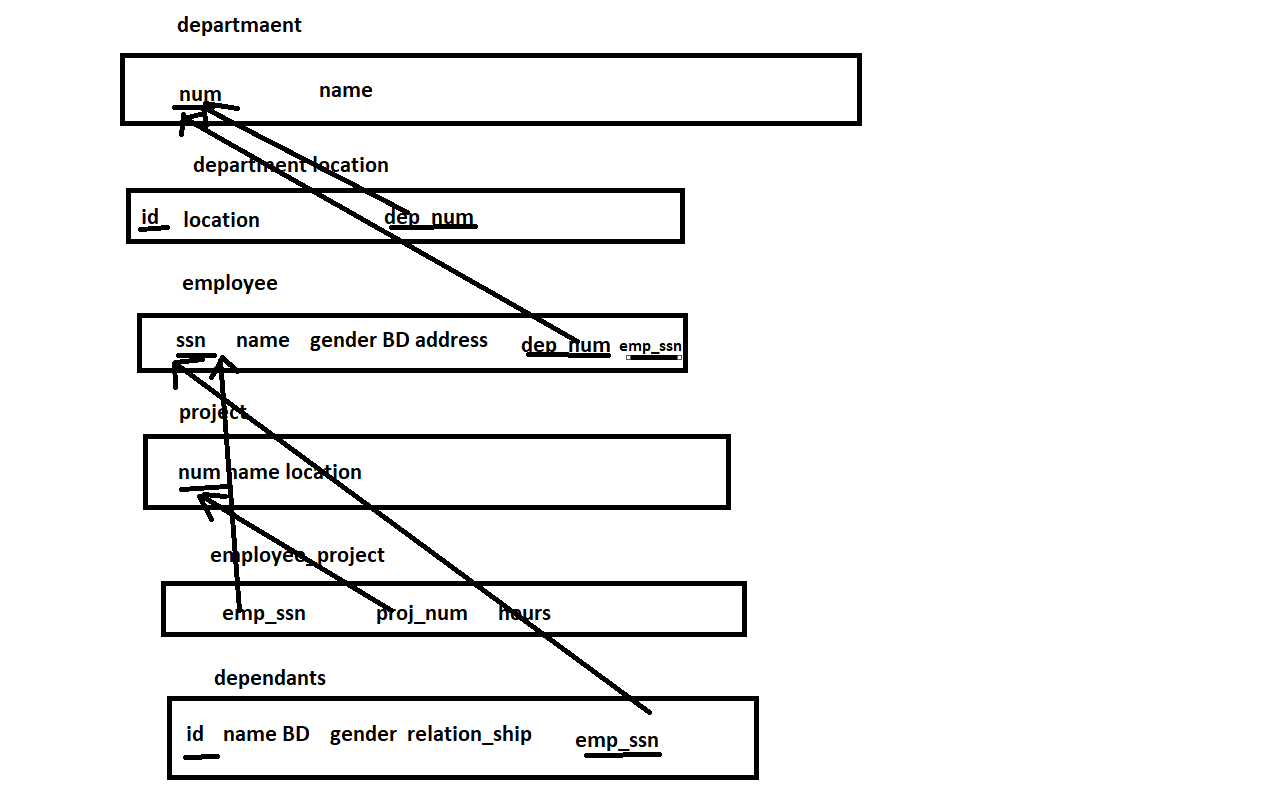 departmaent
num name
department location
id location dep_num
employee
ssn name gender BD address dep_num emp_ssn
project
num name location
employee_project
emp_ssn proj_num hours
dependants
id name BD gender relation_ship emp_ssn